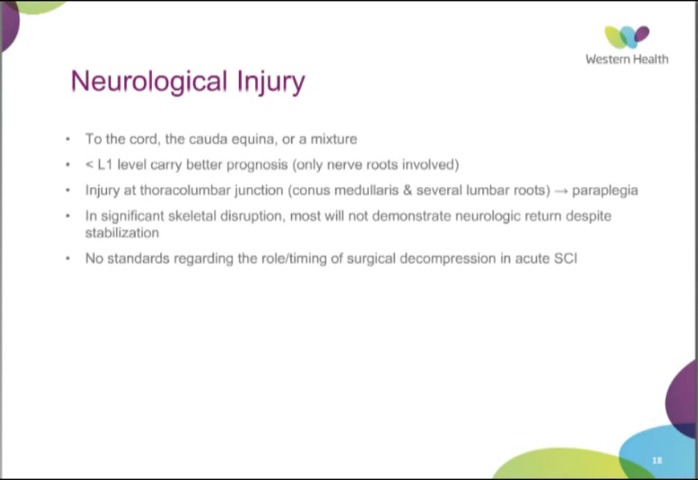 Western Health
Neurological Injury
• To the cord, the cauda equina, or a mixture
• < L1 level carry better prognosis (only nerve roots involved)
• Injury at thoracolumbar junction (conus medullaris & several lumbar roots) → paraplegia
• In significant skeletal disruption, most will not demonstrate neurologic return despite
stabilization
• No standards regarding the role/timing of surgical decompression in acute SCI
18